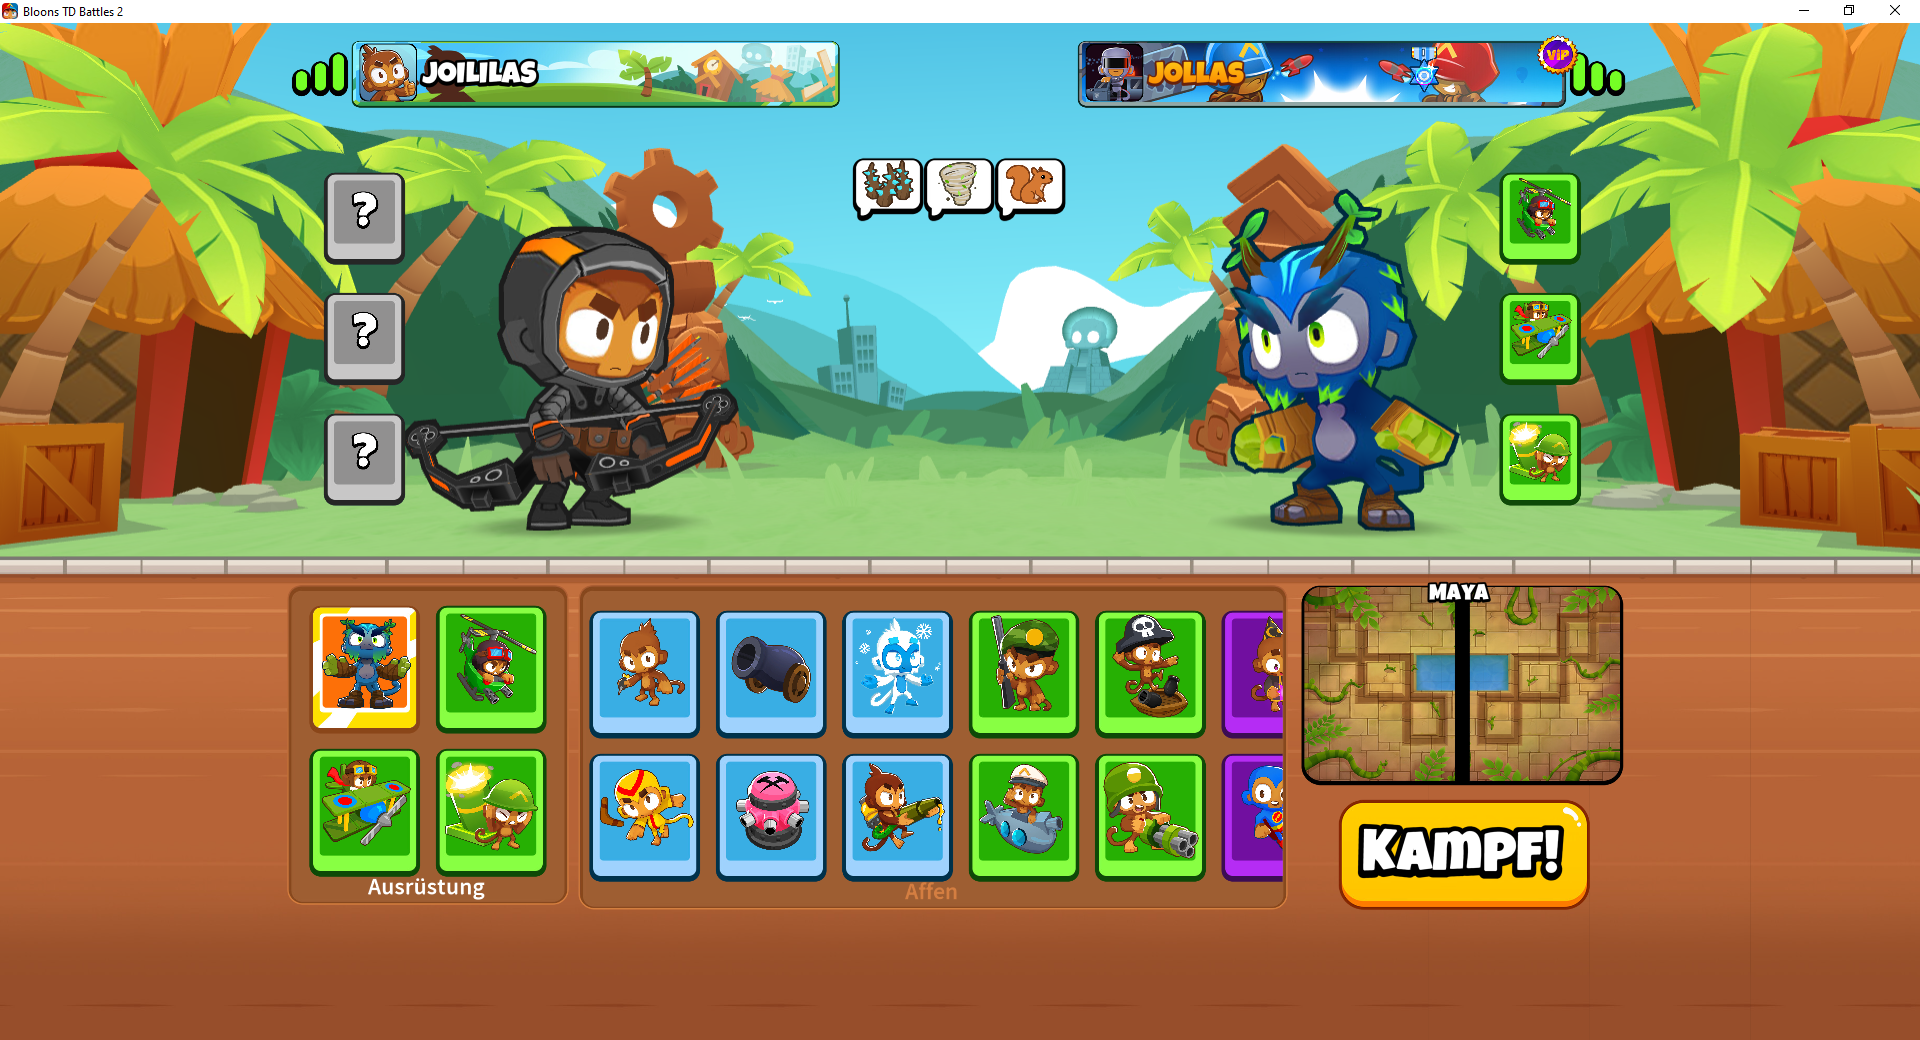 Bloons TD Battles 2
JOILILAS
JOLLAS
VIP
?
?
?
MAYA
KAMPF!
Ausrüstung
Affen